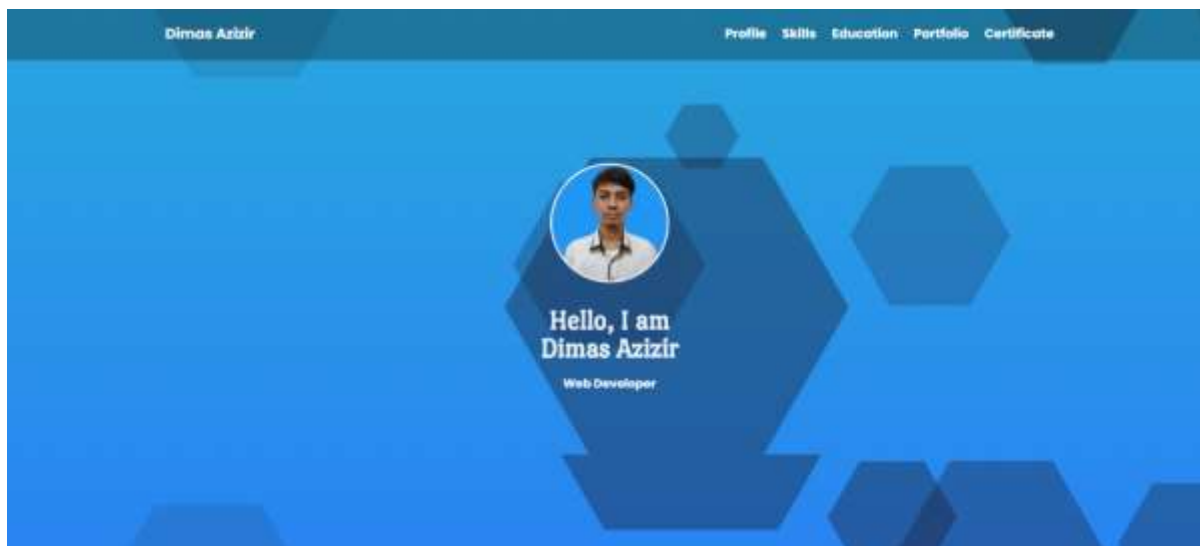 Dimas Azizir
Profile Skills Education Portfolio Certificate
Hello, I am
Dimas Azizir
Web Developer